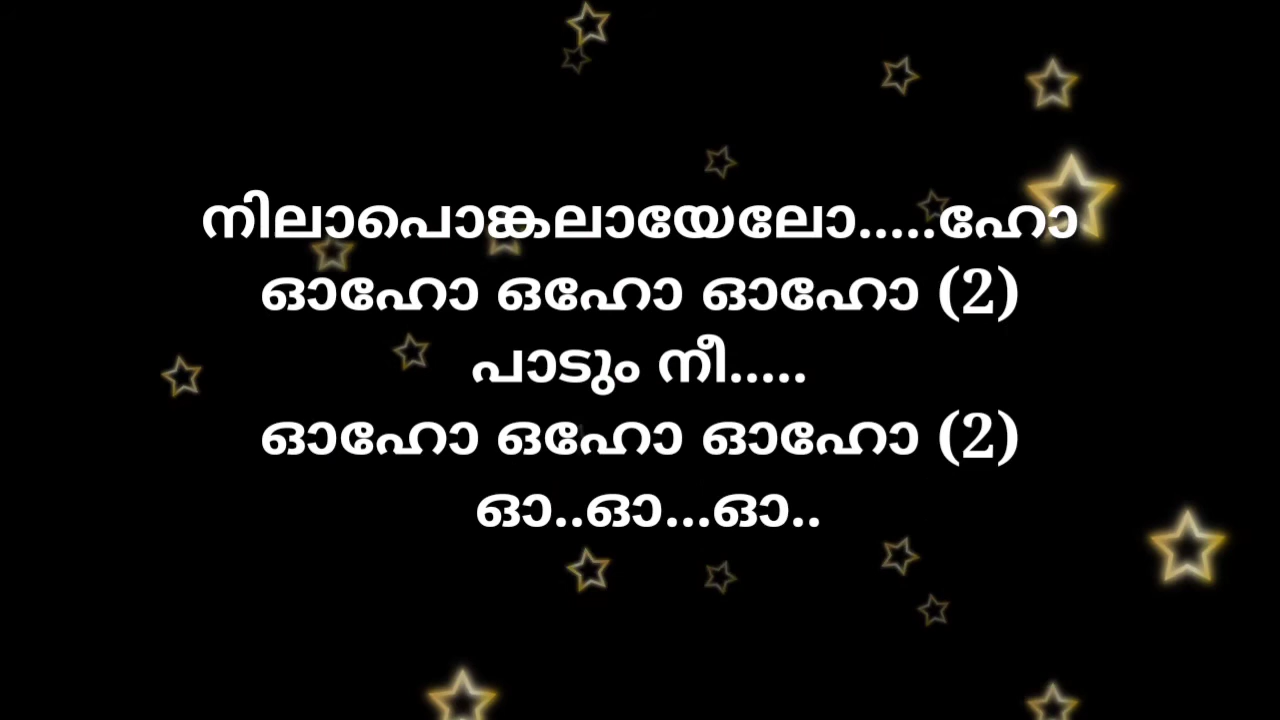 നിലാപൊങ്കലായേലോ.....ഹോ
ഓഹോ ഒഹോ ഓഹോ (2)
പാടും നീ.....
ഓഹോ ഒഹോ ഓഹോ (2)
ഓ..ഓ...ഓ..